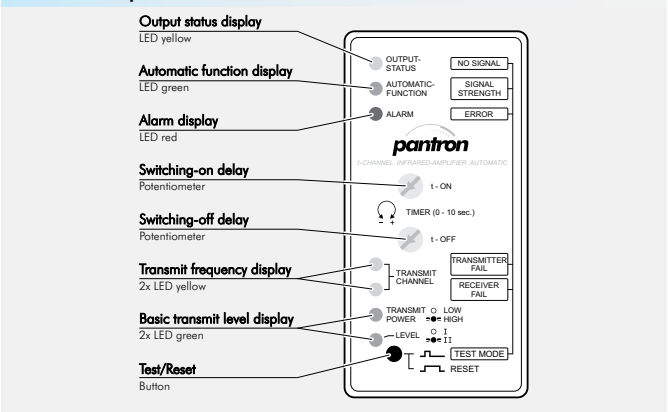 Output status display
LED yellow
Automatic function display
LED green
Alarm display
LED red
Switching-on delay
Potentiometer
Switching-off delay
Potentiometer
Transmit frequency display
2x LED yellow
Basic transmit level display
2x LED green
Test/Reset
Button
OUTPUT-
STATUS
NO SIGNAL
AUTOMATIC-
FUNCTION
SIGNAL
STRENGTH
ALARM
ERROR
pantron
1-CHANNEL INFRARED-AMPLIFIER AUTOMATIC
t - ON
- +
TIMER (0 - 10 sec.)
t - OFF
TRANSMIT
CHANNEL
TRANSMITTER
FAIL
RECEIVER
FAIL
TRANSMIT
POWER
LOW
HIGH
LEVEL
I
II
TEST MODE
RESET